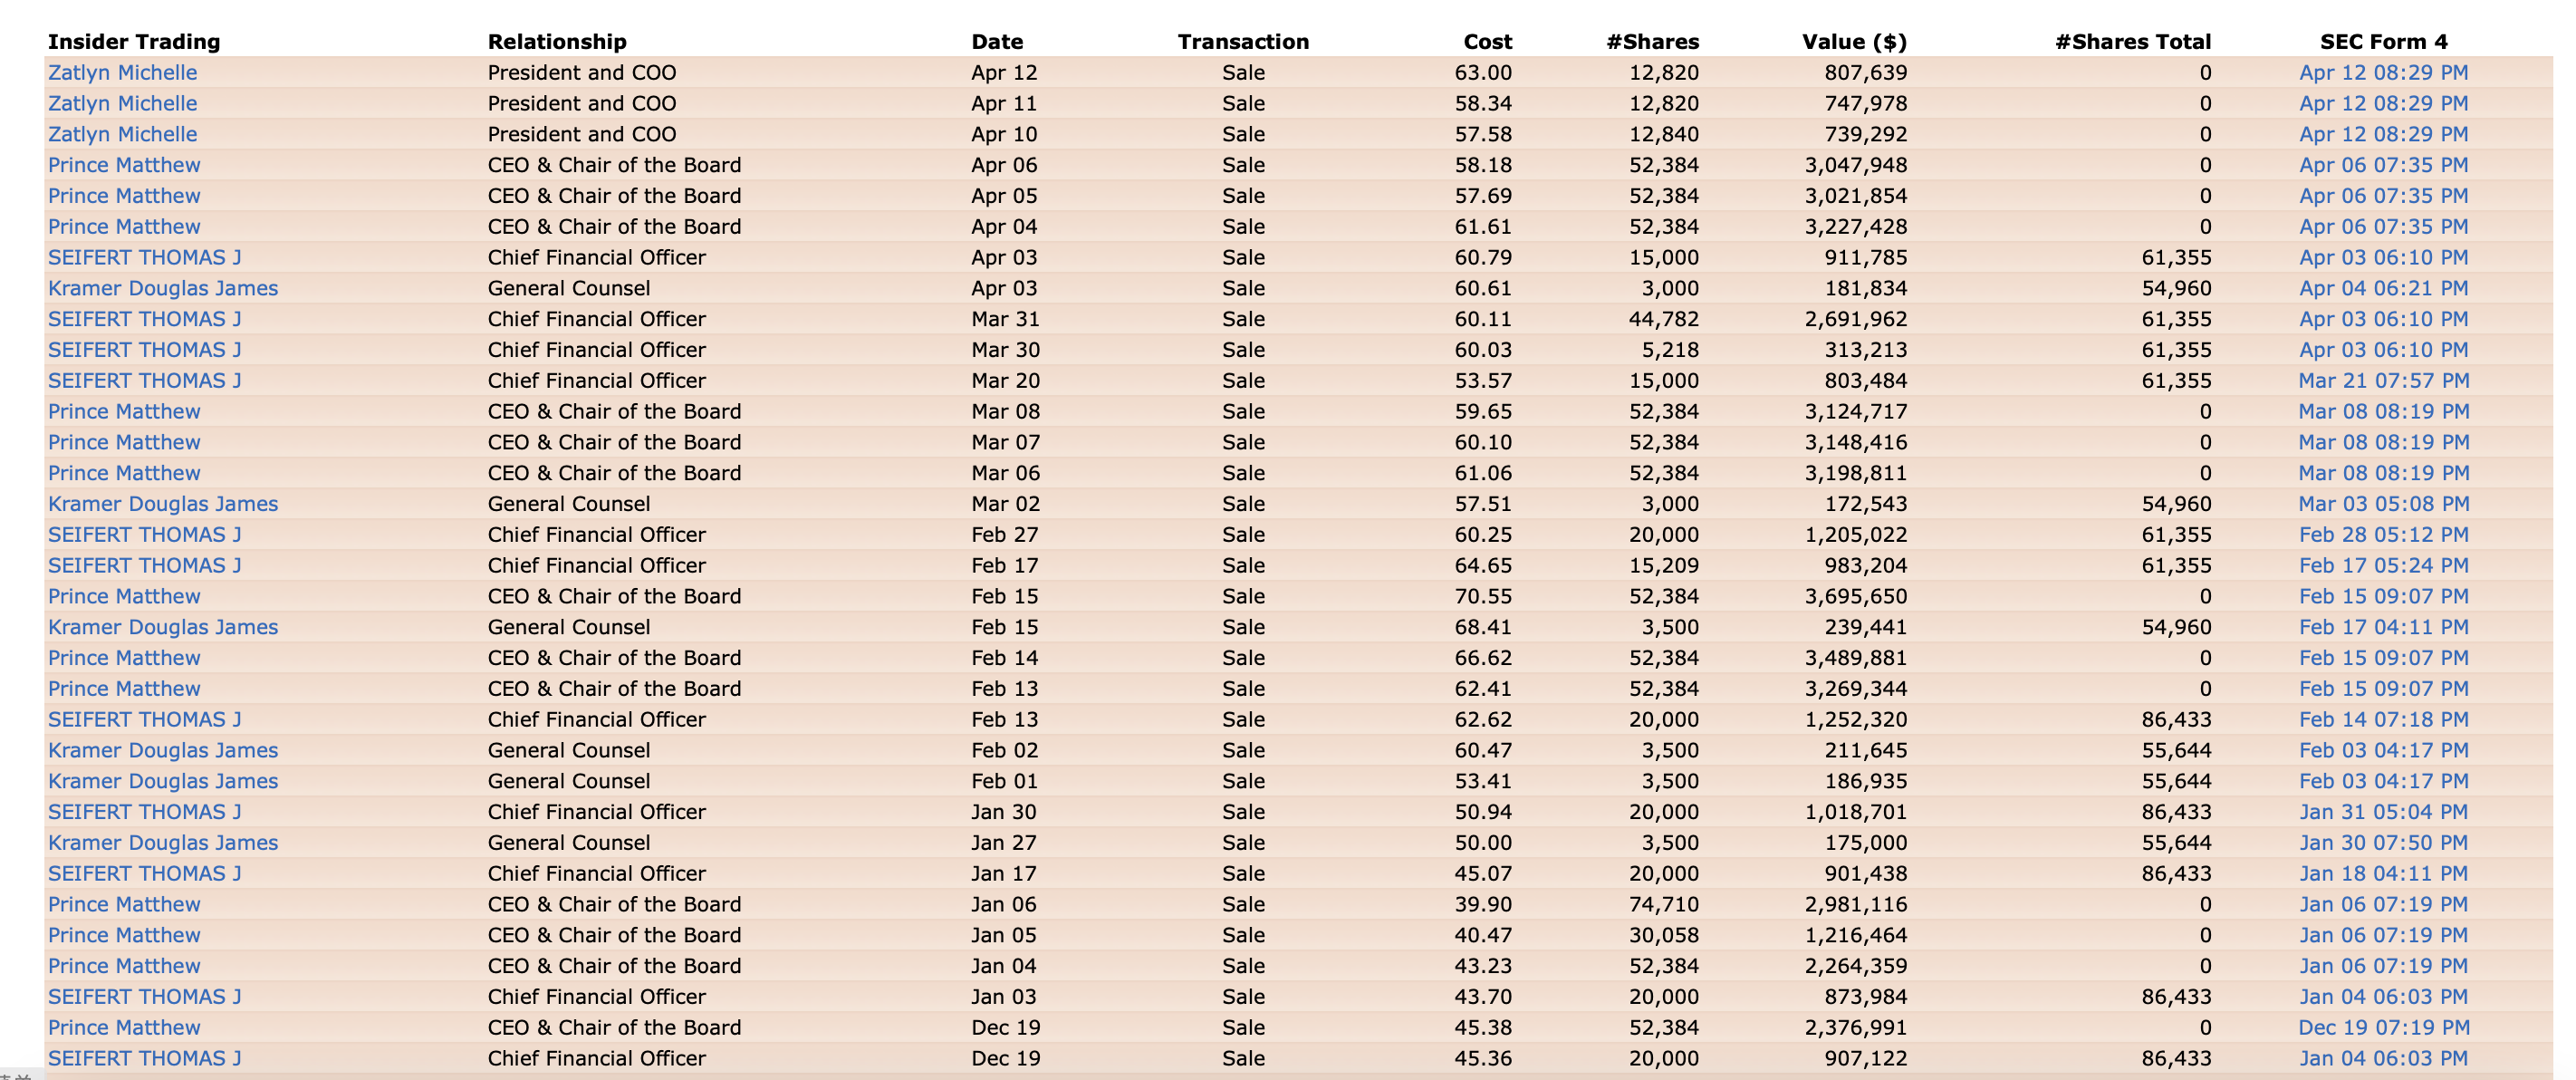 Insider Trading Relationship Date Transaction Cost #Shares Value ($) #Shares Total SEC Form 4
Zatlyn Michelle President and COO Apr 12 Sale 63.00 12,820 807,639 0 Apr 12 08:29 PM
Zatlyn Michelle President and COO Apr 11 Sale 58.34 12,820 747,978 0 Apr 12 08:29 PM
Zatlyn Michelle President and COO Apr 10 Sale 57.58 12,840 739,292 0 Apr 12 08:29 PM
Prince Matthew CEO & Chair of the Board Apr 06 Sale 58.18 52,384 3,047,948 0 Apr 06 07:35 PM
Prince Matthew CEO & Chair of the Board Apr 05 Sale 57.69 52,384 3,021,854 0 Apr 06 07:35 PM
Prince Matthew CEO & Chair of the Board Apr 04 Sale 61.61 52,384 3,227,428 0 Apr 06 07:35 PM
SEIFERT THOMAS J Chief Financial Officer Apr 03 Sale 60.79 15,000 911,785 61,355 Apr 03 06:10 PM
Kramer Douglas James General Counsel Apr 03 Sale 60.61 3,000 181,834 54,960 Apr 04 06:21 PM
SEIFERT THOMAS J Chief Financial Officer Mar 31 Sale 60.11 44,782 2,691,962 61,355 Apr 03 06:10 PM
SEIFERT THOMAS J Chief Financial Officer Mar 30 Sale 60.03 5,218 313,213 61,355 Apr 03 06:10 PM
SEIFERT THOMAS J Chief Financial Officer Mar 20 Sale 53.57 15,000 803,484 61,355 Mar 21 07:57 PM
Prince Matthew CEO & Chair of the Board Mar 08 Sale 59.65 52,384 3,124,717 0 Mar 08 08:19 PM
Prince Matthew CEO & Chair of the Board Mar 07 Sale 60.10 52,384 3,148,416 0 Mar 08 08:19 PM
Prince Matthew CEO & Chair of the Board Mar 06 Sale 61.06 52,384 3,198,811 0 Mar 08 08:19 PM
Kramer Douglas James General Counsel Mar 02 Sale 57.51 3,000 172,543 54,960 Mar 03 05:08 PM
SEIFERT THOMAS J Chief Financial Officer Feb 27 Sale 60.25 20,000 1,205,022 61,355 Feb 28 05:12 PM
SEIFERT THOMAS J Chief Financial Officer Feb 17 Sale 64.65 15,209 983,204 61,355 Feb 17 05:24 PM
Prince Matthew CEO & Chair of the Board Feb 15 Sale 70.55 52,384 3,695,650 0 Feb 15 09:07 PM
Kramer Douglas James General Counsel Feb 15 Sale 68.41 3,500 239,441 54,960 Feb 17 04:11 PM
Prince Matthew CEO & Chair of the Board Feb 14 Sale 66.62 52,384 3,489,881 0 Feb 15 09:07 PM
Prince Matthew CEO & Chair of the Board Feb 13 Sale 62.41 52,384 3,269,344 0 Feb 15 09:07 PM
SEIFERT THOMAS J Chief Financial Officer Feb 13 Sale 62.62 20,000 1,252,320 86,433 Feb 14 07:18 PM
Kramer Douglas James General Counsel Feb 02 Sale 60.47 3,500 211,645 55,644 Feb 03 04:17 PM
Kramer Douglas James General Counsel Feb 01 Sale 53.41 3,500 186,935 55,644 Feb 03 04:17 PM
SEIFERT THOMAS J Chief Financial Officer Jan 30 Sale 50.94 20,000 1,018,701 86,433 Jan 31 05:04 PM
Kramer Douglas James General Counsel Jan 27 Sale 50.00 3,500 175,000 55,644 Jan 30 07:50 PM
SEIFERT THOMAS J Chief Financial Officer Jan 17 Sale 45.07 20,000 901,438 86,433 Jan 18 04:11 PM
Prince Matthew CEO & Chair of the Board Jan 06 Sale 39.90 74,710 2,981,116 0 Jan 06 07:19 PM
Prince Matthew CEO & Chair of the Board Jan 05 Sale 40.47 30,058 1,216,464 0 Jan 06 07:19 PM
Prince Matthew CEO & Chair of the Board Jan 04 Sale 43.23 52,384 2,264,359 0 Jan 06 07:19 PM
SEIFERT THOMAS J Chief Financial Officer Jan 03 Sale 43.70 20,000 873,984 86,433 Jan 04 06:03 PM
Prince Matthew CEO & Chair of the Board Dec 19 Sale 45.38 52,384 2,376,991 0 Dec 19 07:19 PM
SEIFERT THOMAS J Chief Financial Officer Dec 19 Sale 45.36 20,000 907,122 86,433 Jan 04 06:03 PM